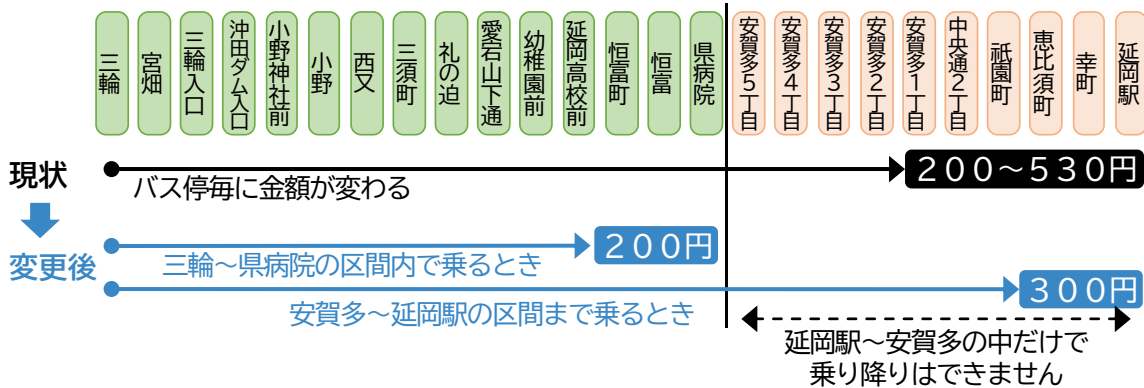 三輪
宮畑
三輪入口
沖田ダム入口
小野神社前
小野
西又
三須町
礼の迫
愛宕山下通
幼稚園前
延岡高校前
恒富町
恒富
県病院
安賀多５丁目
安賀多４丁目
安賀多３丁目
安賀多２丁目
安賀多１丁目
中央通２丁目
祇園町
恵比須町
幸町
延岡駅
現状
バス停毎に金額が変わる
２００～５３０円
変更後
２００円
三輪～県病院の区間内で乗るとき
３００円
安賀多～延岡駅の区間まで乗るとき
延岡駅～安賀多の中だけで
乗り降りはできません